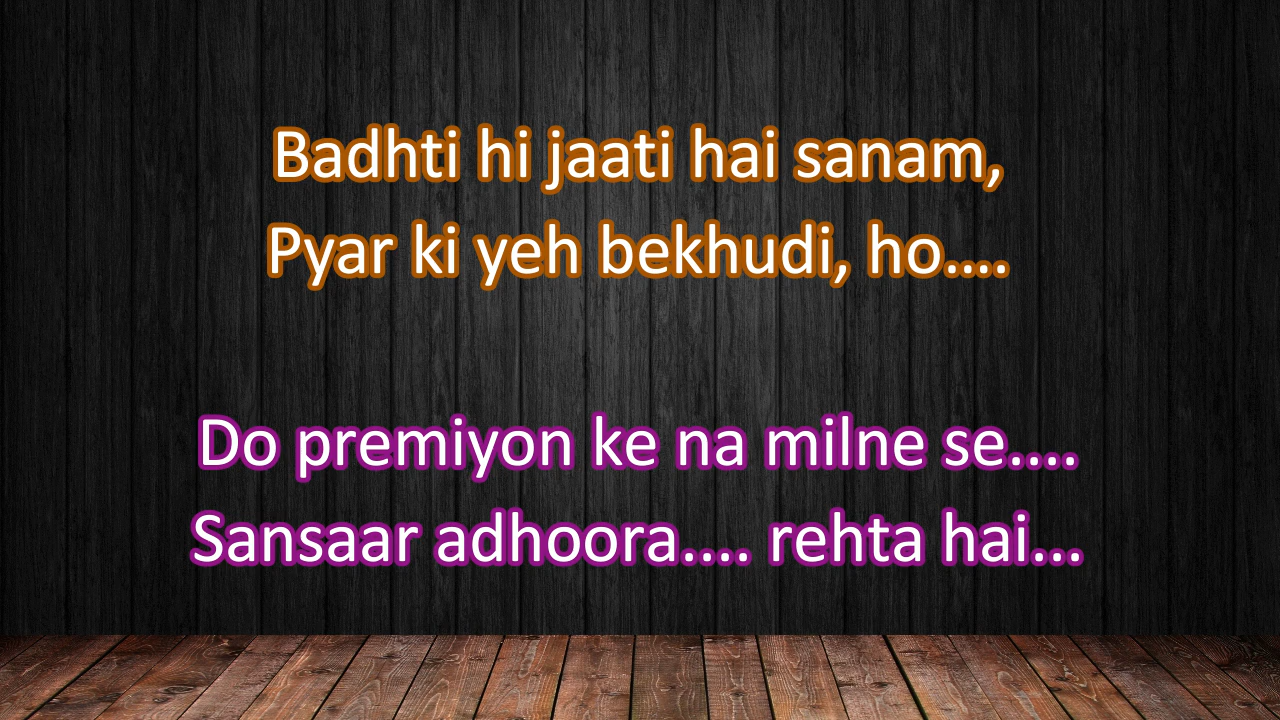 Badhti hi jaati hai sanam,
Pyar ki yeh bekhudi, ho....
Do premiyon ke na milne se....
Sansaar adhoora.... rehta hai...